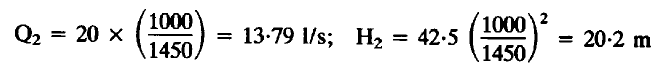 Q₂ = 20 × (1000/1450) = 13·79 l/s; H₂ = 42·5 (1000/1450)² = 20·2 m